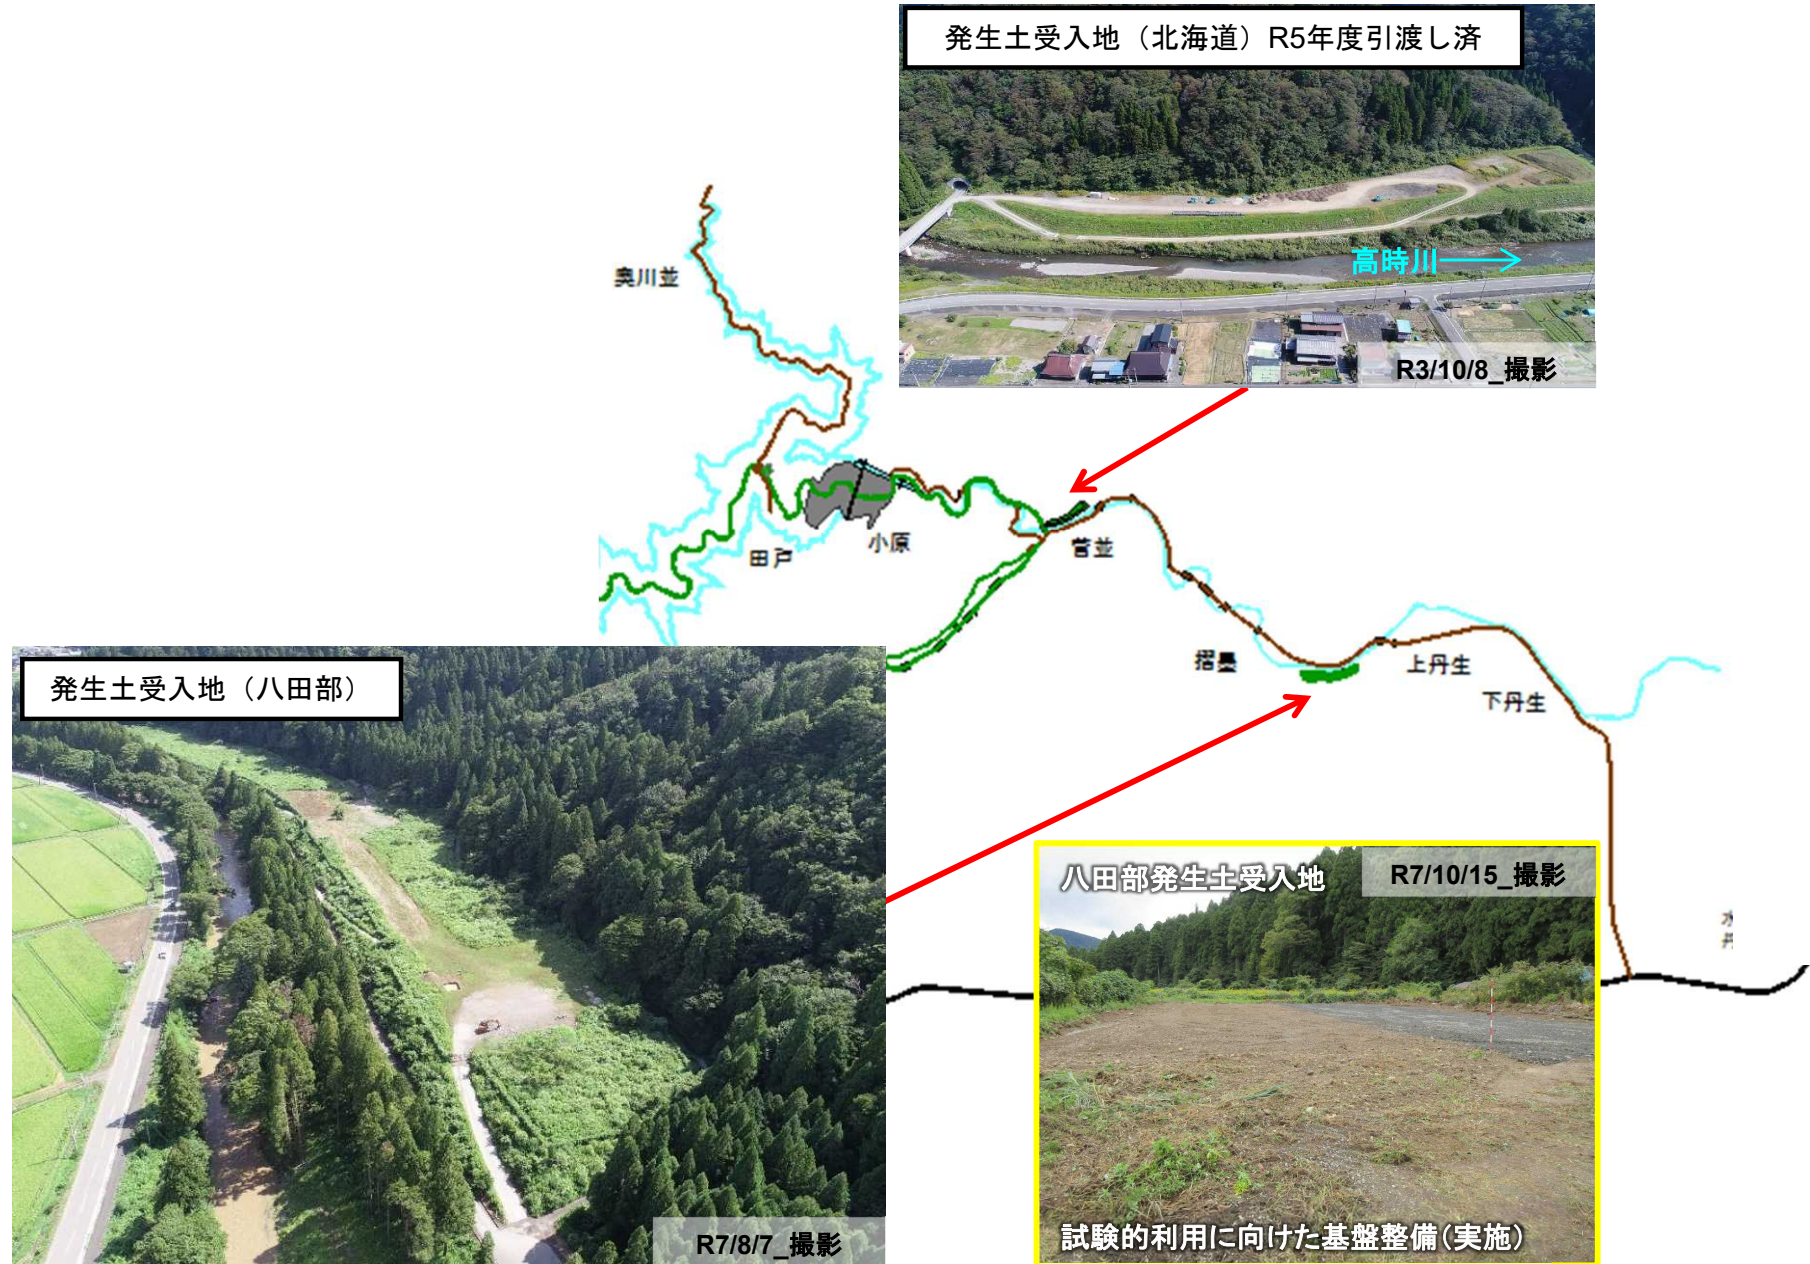 発生土受入地（北海道）R5年度引渡し済
高時川
R3/10/8_撮影
奥川並
田戸
小原
菅並
摺墨
上丹生
下丹生
発生土受入地（八田部）
R7/8/7_撮影
八田部発生土受入地
R7/10/15_撮影
試験的利用に向けた基盤整備（実施）
水
丹